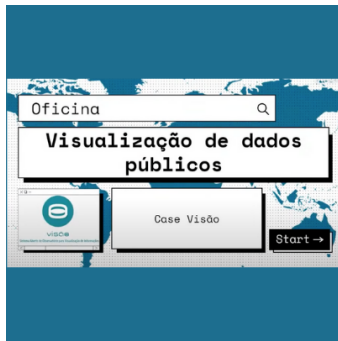 Oficina
Visualização de dados
públicos
VISÃO
Case Visão
Start →